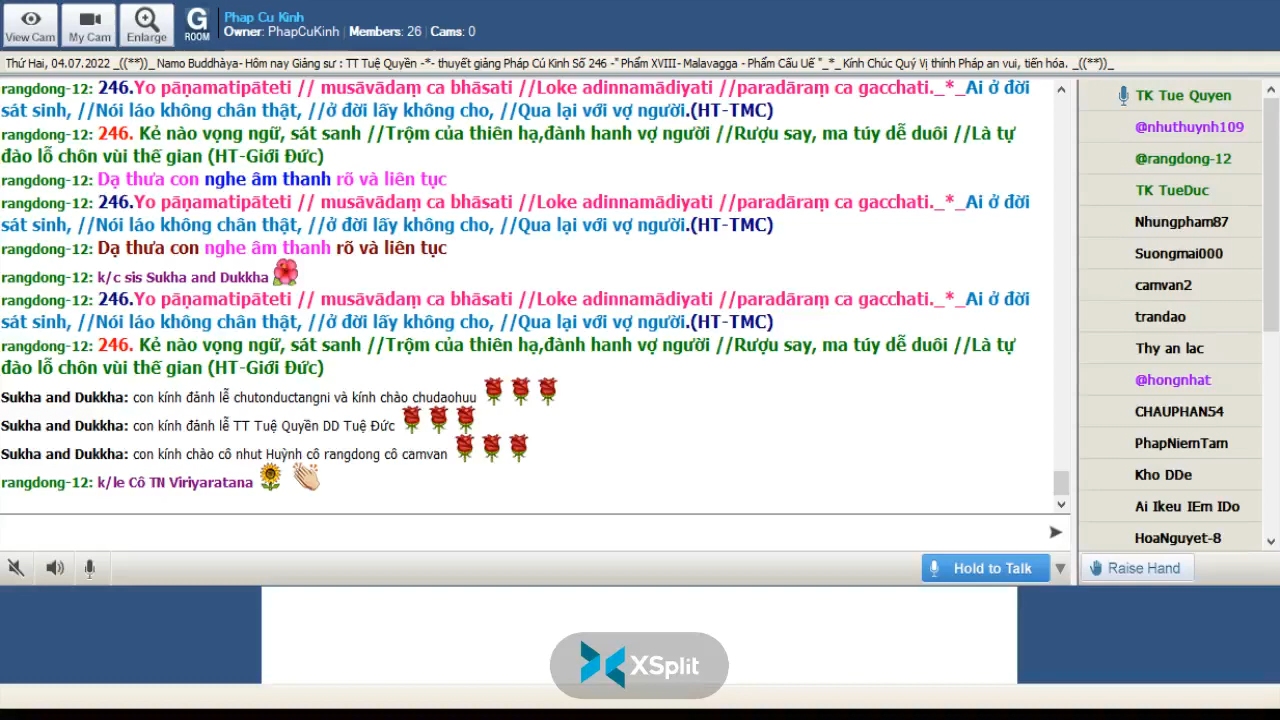 View Cam
My Cam
Enlarge
G
ROOM
Phap Cu Kinh
Owner: PhapCuKinh | Members: 26 | Cams: 0
Thứ Hai, 04.07.2022 _((**))_ Namo Buddhàya- Hôm nay Giảng sư : TT Tuệ Quyền -*- thuyết giảng Pháp Cú Kinh Số 246 -" Phẩm XVIII- Malavagga - Phẩm Cấu Uế "_*_ Kính Chúc Quý Vị thính Pháp an vui, tiến hóa. _((**))_
rangdong-12: 246.Yo pāṇamatipāteti // musāvādaṃ ca bhāsati //Loke adinnamādiyati //paradāraṃ ca gacchati._*_Ai ở đời
sát sinh, //Nói láo không chân thật, //ở đời lấy không cho, //Qua lại với vợ người.(HT-TMC)
rangdong-12: 246. Kẻ nào vọng ngữ, sát sanh //Trộm của thiên hạ,đành hanh vợ người //Rượu say, ma túy dễ duôi //Là tự
đào lỗ chôn vùi thế gian (HT-Giới Đức)
rangdong-12: Dạ thưa con nghe âm thanh rõ và liên tục
rangdong-12: 246.Yo pāṇamatipāteti // musāvādaṃ ca bhāsati //Loke adinnamādiyati //paradāraṃ ca gacchati._*_Ai ở đời
sát sinh, //Nói láo không chân thật, //ở đời lấy không cho, //Qua lại với vợ người.(HT-TMC)
rangdong-12: Dạ thưa con nghe âm thanh rõ và liên tục
rangdong-12: k/c sis Sukha and Dukkha
rangdong-12: 246.Yo pāṇamatipāteti // musāvādaṃ ca bhāsati //Loke adinnamādiyati //paradāraṃ ca gacchati._*_Ai ở đời
sát sinh, //Nói láo không chân thật, //ở đời lấy không cho, //Qua lại với vợ người.(HT-TMC)
rangdong-12: 246. Kẻ nào vọng ngữ, sát sanh //Trộm của thiên hạ,đành hanh vợ người //Rượu say, ma túy dễ duôi //Là tự
đào lỗ chôn vùi thế gian (HT-Giới Đức)
Sukha and Dukkha: con kính đảnh lễ chutonductangni và kính chào chudaohuu
Sukha and Dukkha: con kính đảnh lễ TT Tuệ Quyền DD Tuệ Đức
Sukha and Dukkha: con kính chào cô nhut Huỳnh cô rangdong cô camvan
rangdong-12: k/le Cô TN Viriyaratana
TK Tue Quyen
@nhuthuynh109
@rangdong-12
TK TueDuc
Nhungpham87
Suongmai000
camvan2
trandao
Thy an lac
@hongnhat
CHAUPHAN54
PhapNiemTam
Kho DDe
Ai Ikeu IEm IDo
HoaNguyet-8
Hold to Talk
Raise Hand
XSplit